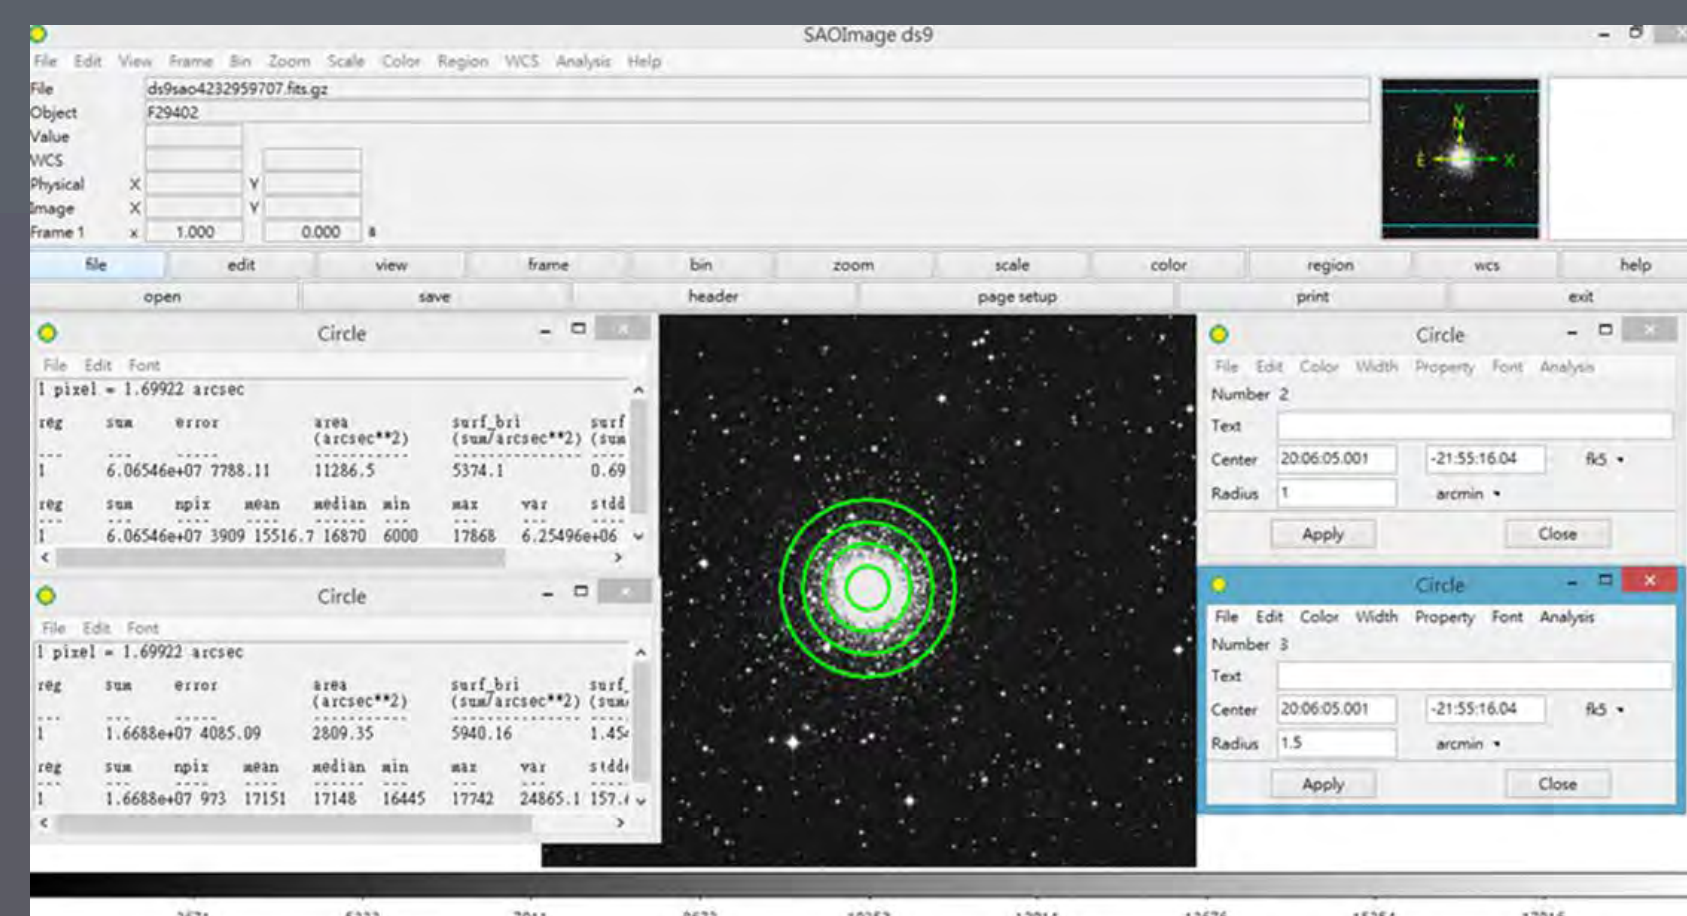 SAOImage ds9
File Edit View Frame Bin Zoom Scale Color Region WCS Analysis Help
File ds9sao4232959707.fits.gz
Object F29402
Value
WCS
Physical X Y
Image X Y
Frame 1 x 1.000 0.000
N
E X
file edit view frame bin zoom scale color region wcs help
open save header page setup print exit
Circle
File Edit Font
1 pixel = 1.69922 arcsec
reg sum error area surf_bri surf
(arcsec**2) (sum/arcsec**2) (sum
--- --- ----- ----------- --------------- ----
1 6.06546e+07 7788.11 11286.5 5374.1 0.69
reg sum npix mean median min max var stdd
--- --- ---- ---- ------ --- --- --- ----
1 6.06546e+07 3909 15516.7 16870 6000 17868 6.25496e+06
Circle
File Edit Font
1 pixel = 1.69922 arcsec
reg sum error area surf_bri surf_
(arcsec**2) (sum/arcsec**2) (sum
--- --- ----- ----------- --------------- ----
1 1.6688e+07 4085.09 2809.35 5940.16 1.45
reg sum npix mean median min max var stdd
--- --- ---- ---- ------ --- --- --- ----
1 1.6688e+07 973 17151 17148 16445 17742 24865.1 157.
Circle
File Edit Color Width Property Font Analysis
Number 2
Text
Center 20:06:05.001 -21:55:16.04 fk5
Radius 1 arcmin
Apply Close
Circle
File Edit Color Width Property Font Analysis
Number 3
Text
Center 20:06:05.001 -21:55:16.04 fk5
Radius 1.5 arcmin
Apply Close